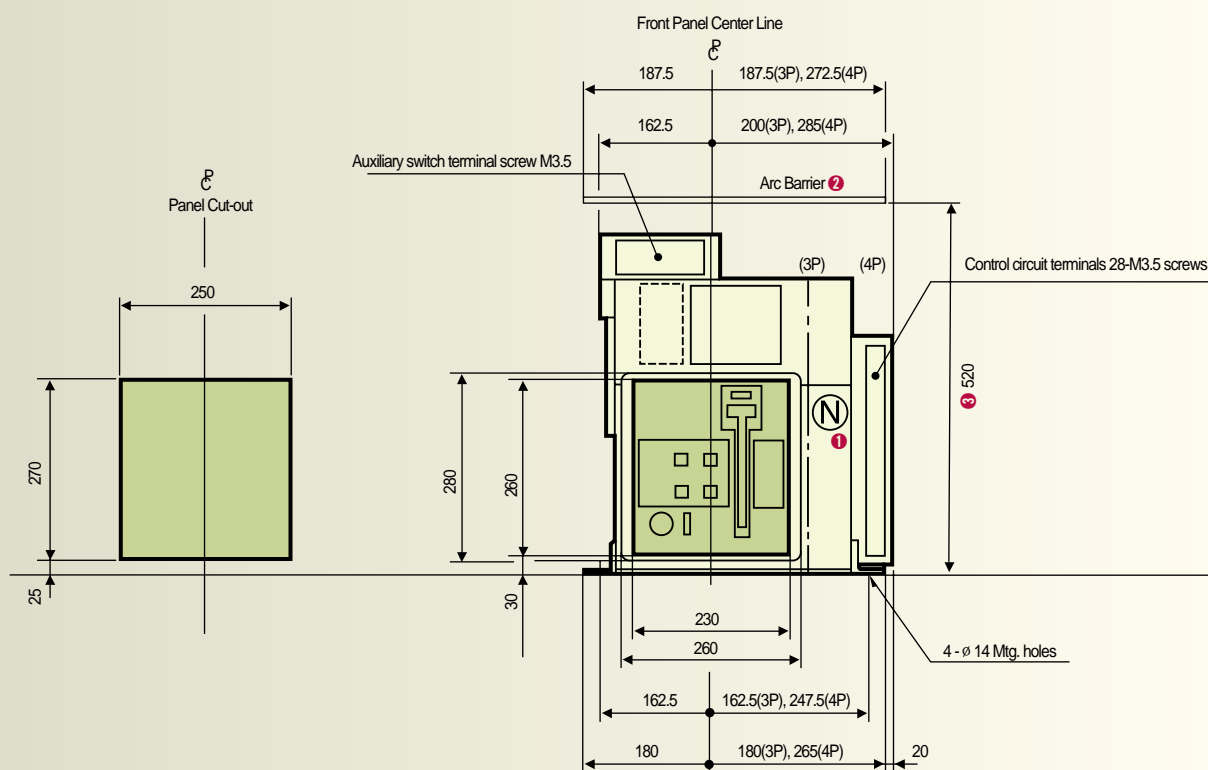 Front Panel Center Line
187.5
187.5(3P), 272.5(4P)
162.5
200(3P), 285(4P)
Auxiliary switch terminal screw M3.5
Arc Barrier ❷
Panel Cut-out
(3P)
(4P)
Control circuit terminals 28-M3.5 screws
250
270
25
280
260
30
N
❶
❸ 520
230
260
4 - ø 14 Mtg. holes
162.5
162.5(3P), 247.5(4P)
180
180(3P), 265(4P)
20